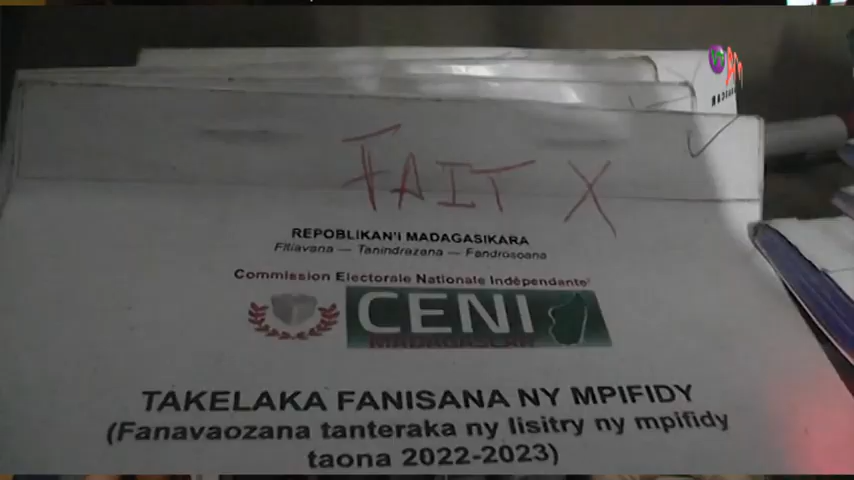 FAIT X
REPOBLIKAN'I MADAGASIKARA
Fitiavana — Tanindrazana — Fandrosoana
Commission Electorale Nationale Indépendante
CENI
MADAGASCAR
TAKELAKA FANISANA NY MPIFIDY
(Fanavaozana tanteraka ny lisitry ny mpifidy
taona 2022-2023)